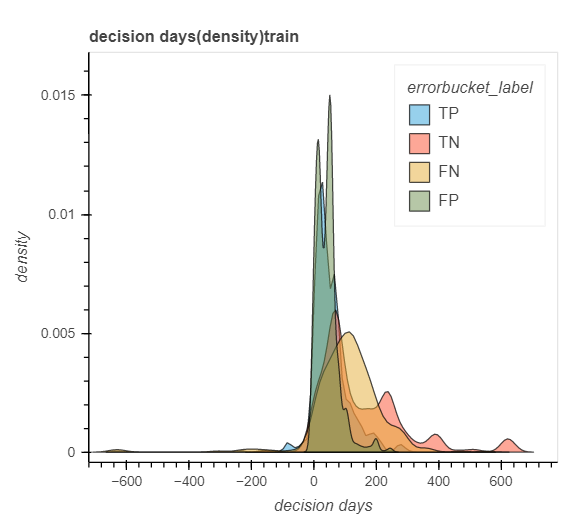 decision days(density)train
errorbucket_label
TP
TN
FN
FP
0.015
0.01
0.005
0
density
−600
−400
−200
0
200
400
600
decision days